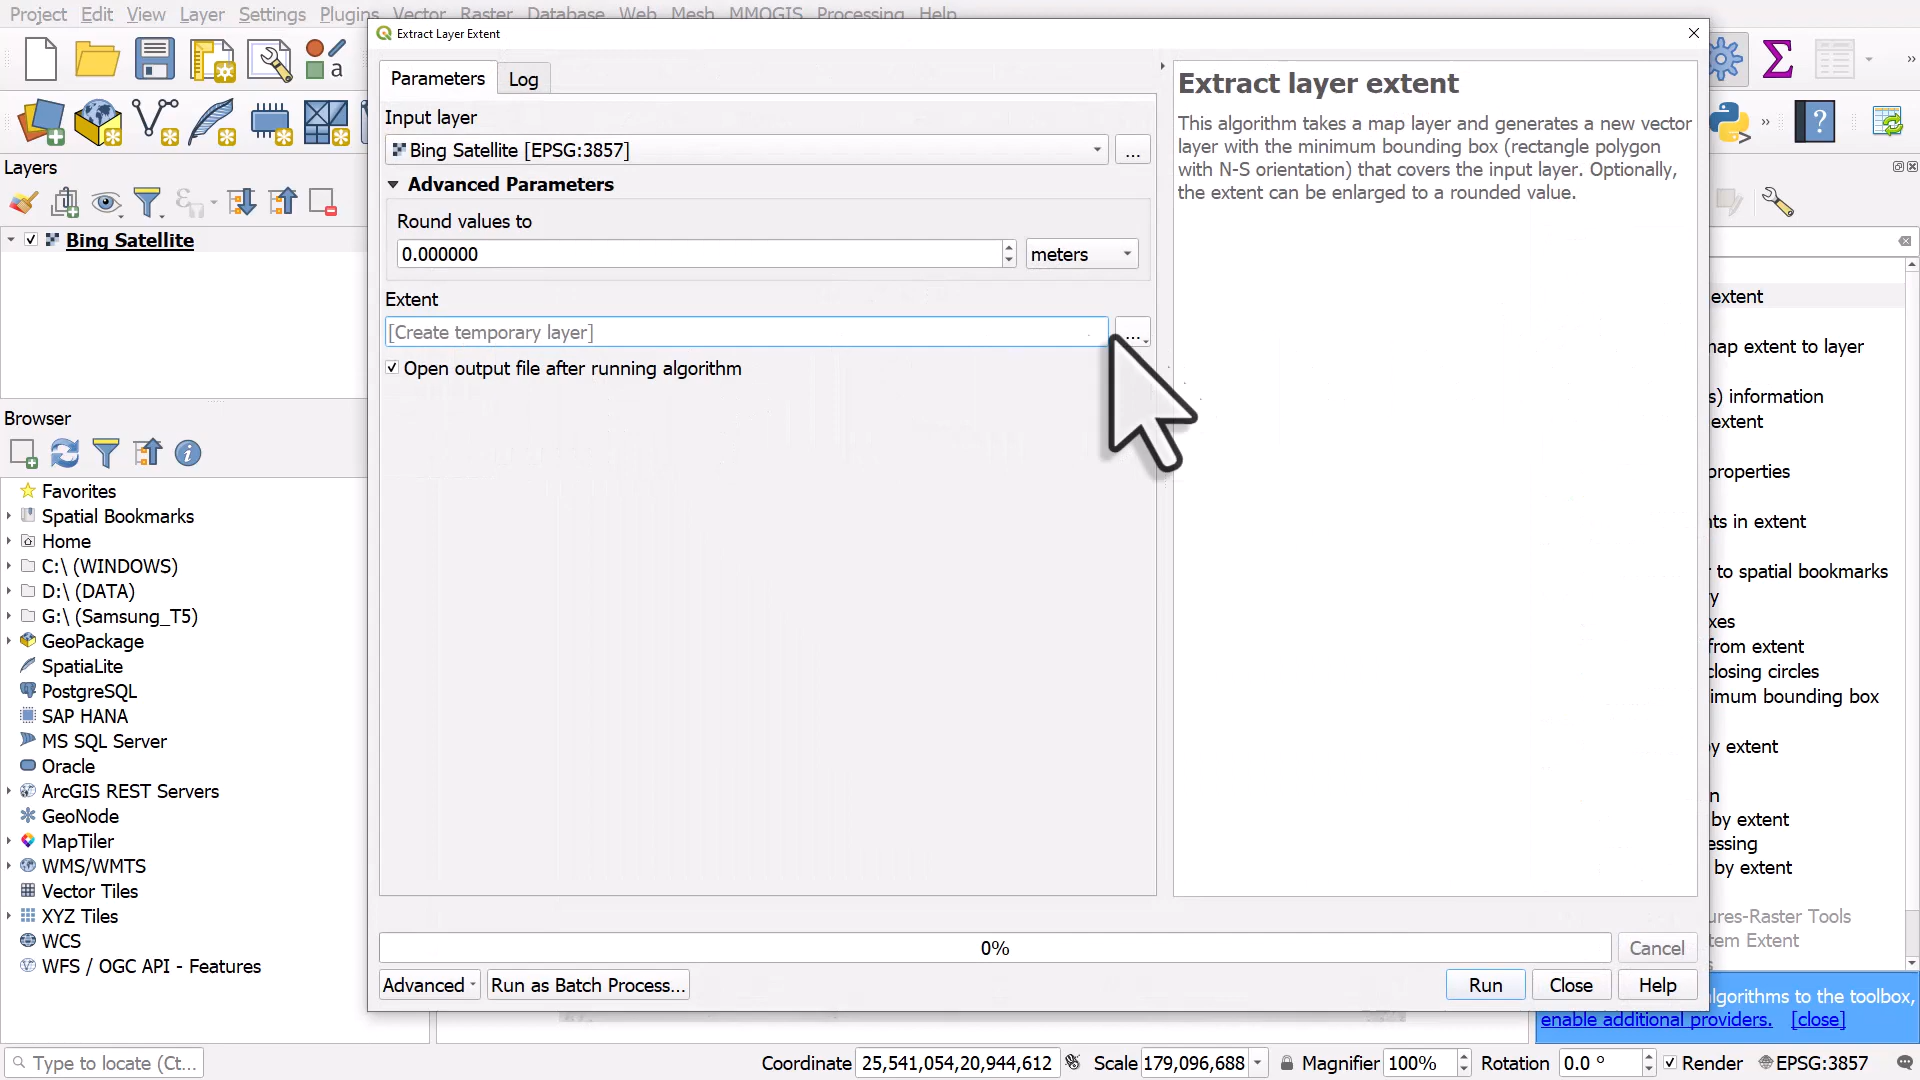 Project Edit View Layer Settings Plugins Vector Raster Database Web Mesh MMQGIS Processing Help
Extract Layer Extent
Parameters
Log
Input layer
Bing Satellite [EPSG:3857]
...
Advanced Parameters
Round values to
0.000000
meters
Extent
[Create temporary layer]
...
Open output file after running algorithm
Extract layer extent
This algorithm takes a map layer and generates a new vector
layer with the minimum bounding box (rectangle polygon
with N-S orientation) that covers the input layer. Optionally,
the extent can be enlarged to a rounded value.
0%
Cancel
Advanced
Run as Batch Process...
Run
Close
Help
Layers
Bing Satellite
Browser
Favorites
Spatial Bookmarks
Home
C:\ (WINDOWS)
D:\ (DATA)
G:\ (Samsung_T5)
GeoPackage
SpatiaLite
PostgreSQL
SAP HANA
MS SQL Server
Oracle
ArcGIS REST Servers
GeoNode
MapTiler
WMS/WMTS
Vector Tiles
XYZ Tiles
WCS
WFS / OGC API - Features
extent
map extent to layer
s) information
extent
properties
nts in extent
r to spatial bookmarks
y
xes
from extent
closing circles
nimum bounding box
by extent
n
by extent
essing
by extent
ures-Raster Tools
tem Extent
lgorithms to the toolbox,
enable additional providers. [close]
Type to locate (Ct...
Coordinate 25,541,054,20,944,612
Scale 179,096,688
Magnifier 100%
Rotation 0.0 °
Render
EPSG:3857